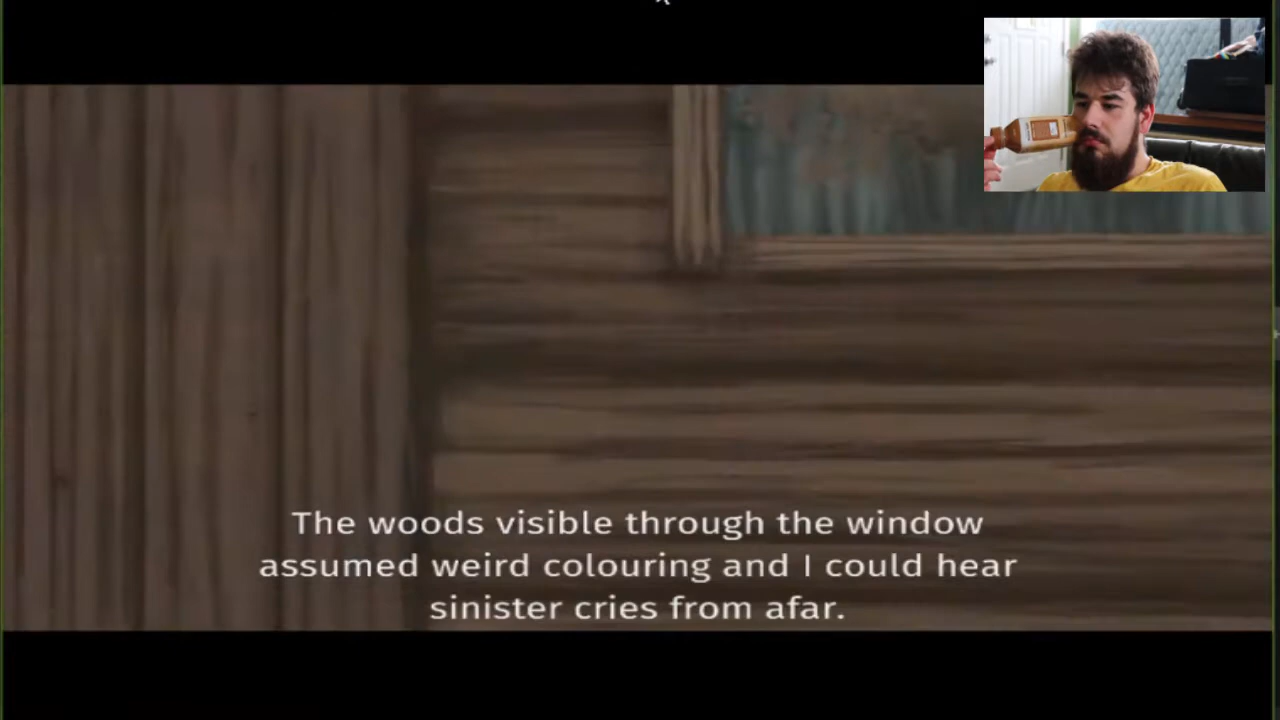 The woods visible through the window
assumed weird colouring and I could hear
sinister cries from afar.